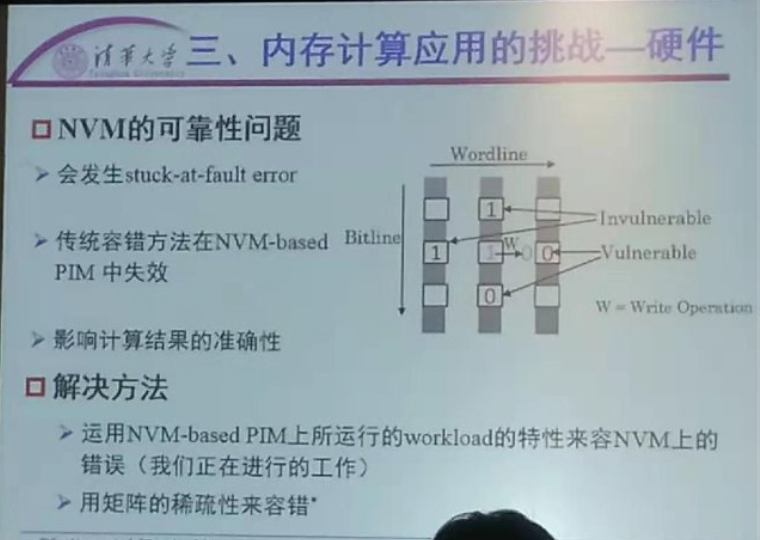 清华大学
Tsinghua University
三、内存计算应用的挑战—硬件
NVM的可靠性问题
会发生stuck-at-fault error
传统容错方法在NVM-based
PIM 中失效
影响计算结果的准确性
Wordline
Bitline
1
Invulnerable
1
1
W
0
0
Vulnerable
0
W = Write Operation
解决方法
运用NVM-based PIM上所运行的workload的特性来容NVM上的
错误（我们正在进行的工作）
用矩阵的稀疏性来容错*